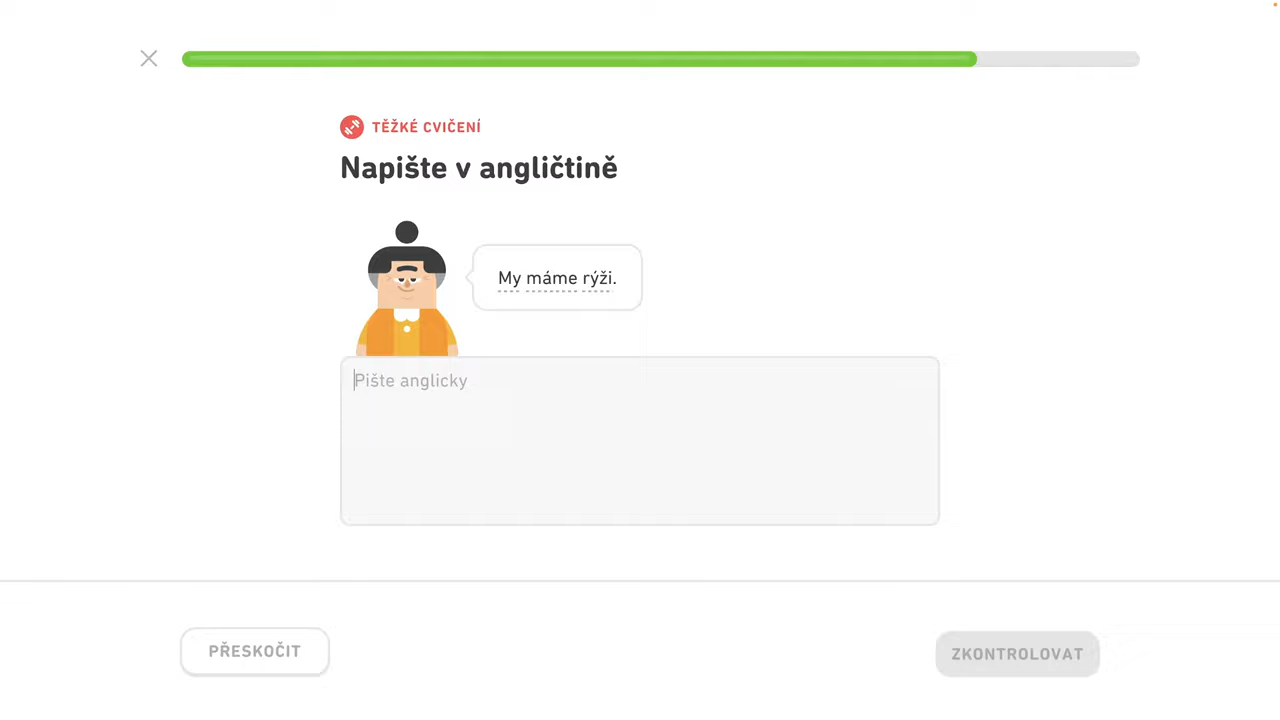 TĚŽKÉ CVIČENÍ
Napište v angličtině
My máme rýži.
Pište anglicky
PŘESKOČIT
ZKONTROLOVAT